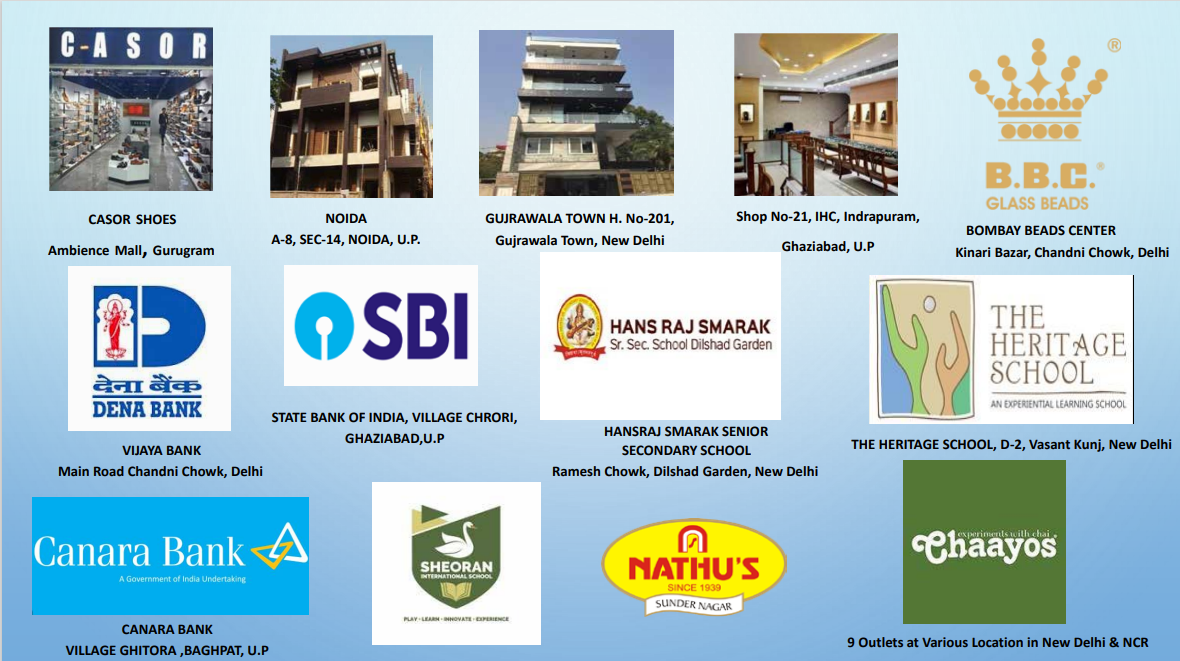 C-ASOR
CASOR SHOES
Ambience Mall, Gurugram
NOIDA
A-8, SEC-14, NOIDA, U.P.
GUJRAWALA TOWN H. No-201,
Gujrawala Town, New Delhi
Shop No-21, IHC, Indrapuram,
Ghaziabad, U.P
®
B.B.C.®
GLASS BEADS
BOMBAY BEADS CENTER
Kinari Bazar, Chandni Chowk, Delhi
देना बैंक
DENA BANK
VIJAYA BANK
Main Road Chandni Chowk, Delhi
SBI
STATE BANK OF INDIA, VILLAGE CHRORI,
GHAZIABAD,U.P
HANS RAJ SMARAK
Sr. Sec. School Dilshad Garden
HANSRAJ SMARAK SENIOR
SECONDARY SCHOOL
Ramesh Chowk, Dilshad Garden, New Delhi
THE
HERITAGE
SCHOOL
AN EXPERIENTIAL LEARNING SCHOOL
THE HERITAGE SCHOOL, D-2, Vasant Kunj, New Delhi
Canara Bank
A Government of India Undertaking
CANARA BANK
VILLAGE GHITORA ,BAGHPAT, U.P
SHEORAN
INTERNATIONAL SCHOOL
PLAY - LEARN - INNOVATE - EXPERIENCE
NATHU'S
SINCE 1939
SUNDER NAGAR
experiments with chai
Chaayos
9 Outlets at Various Location in New Delhi & NCR